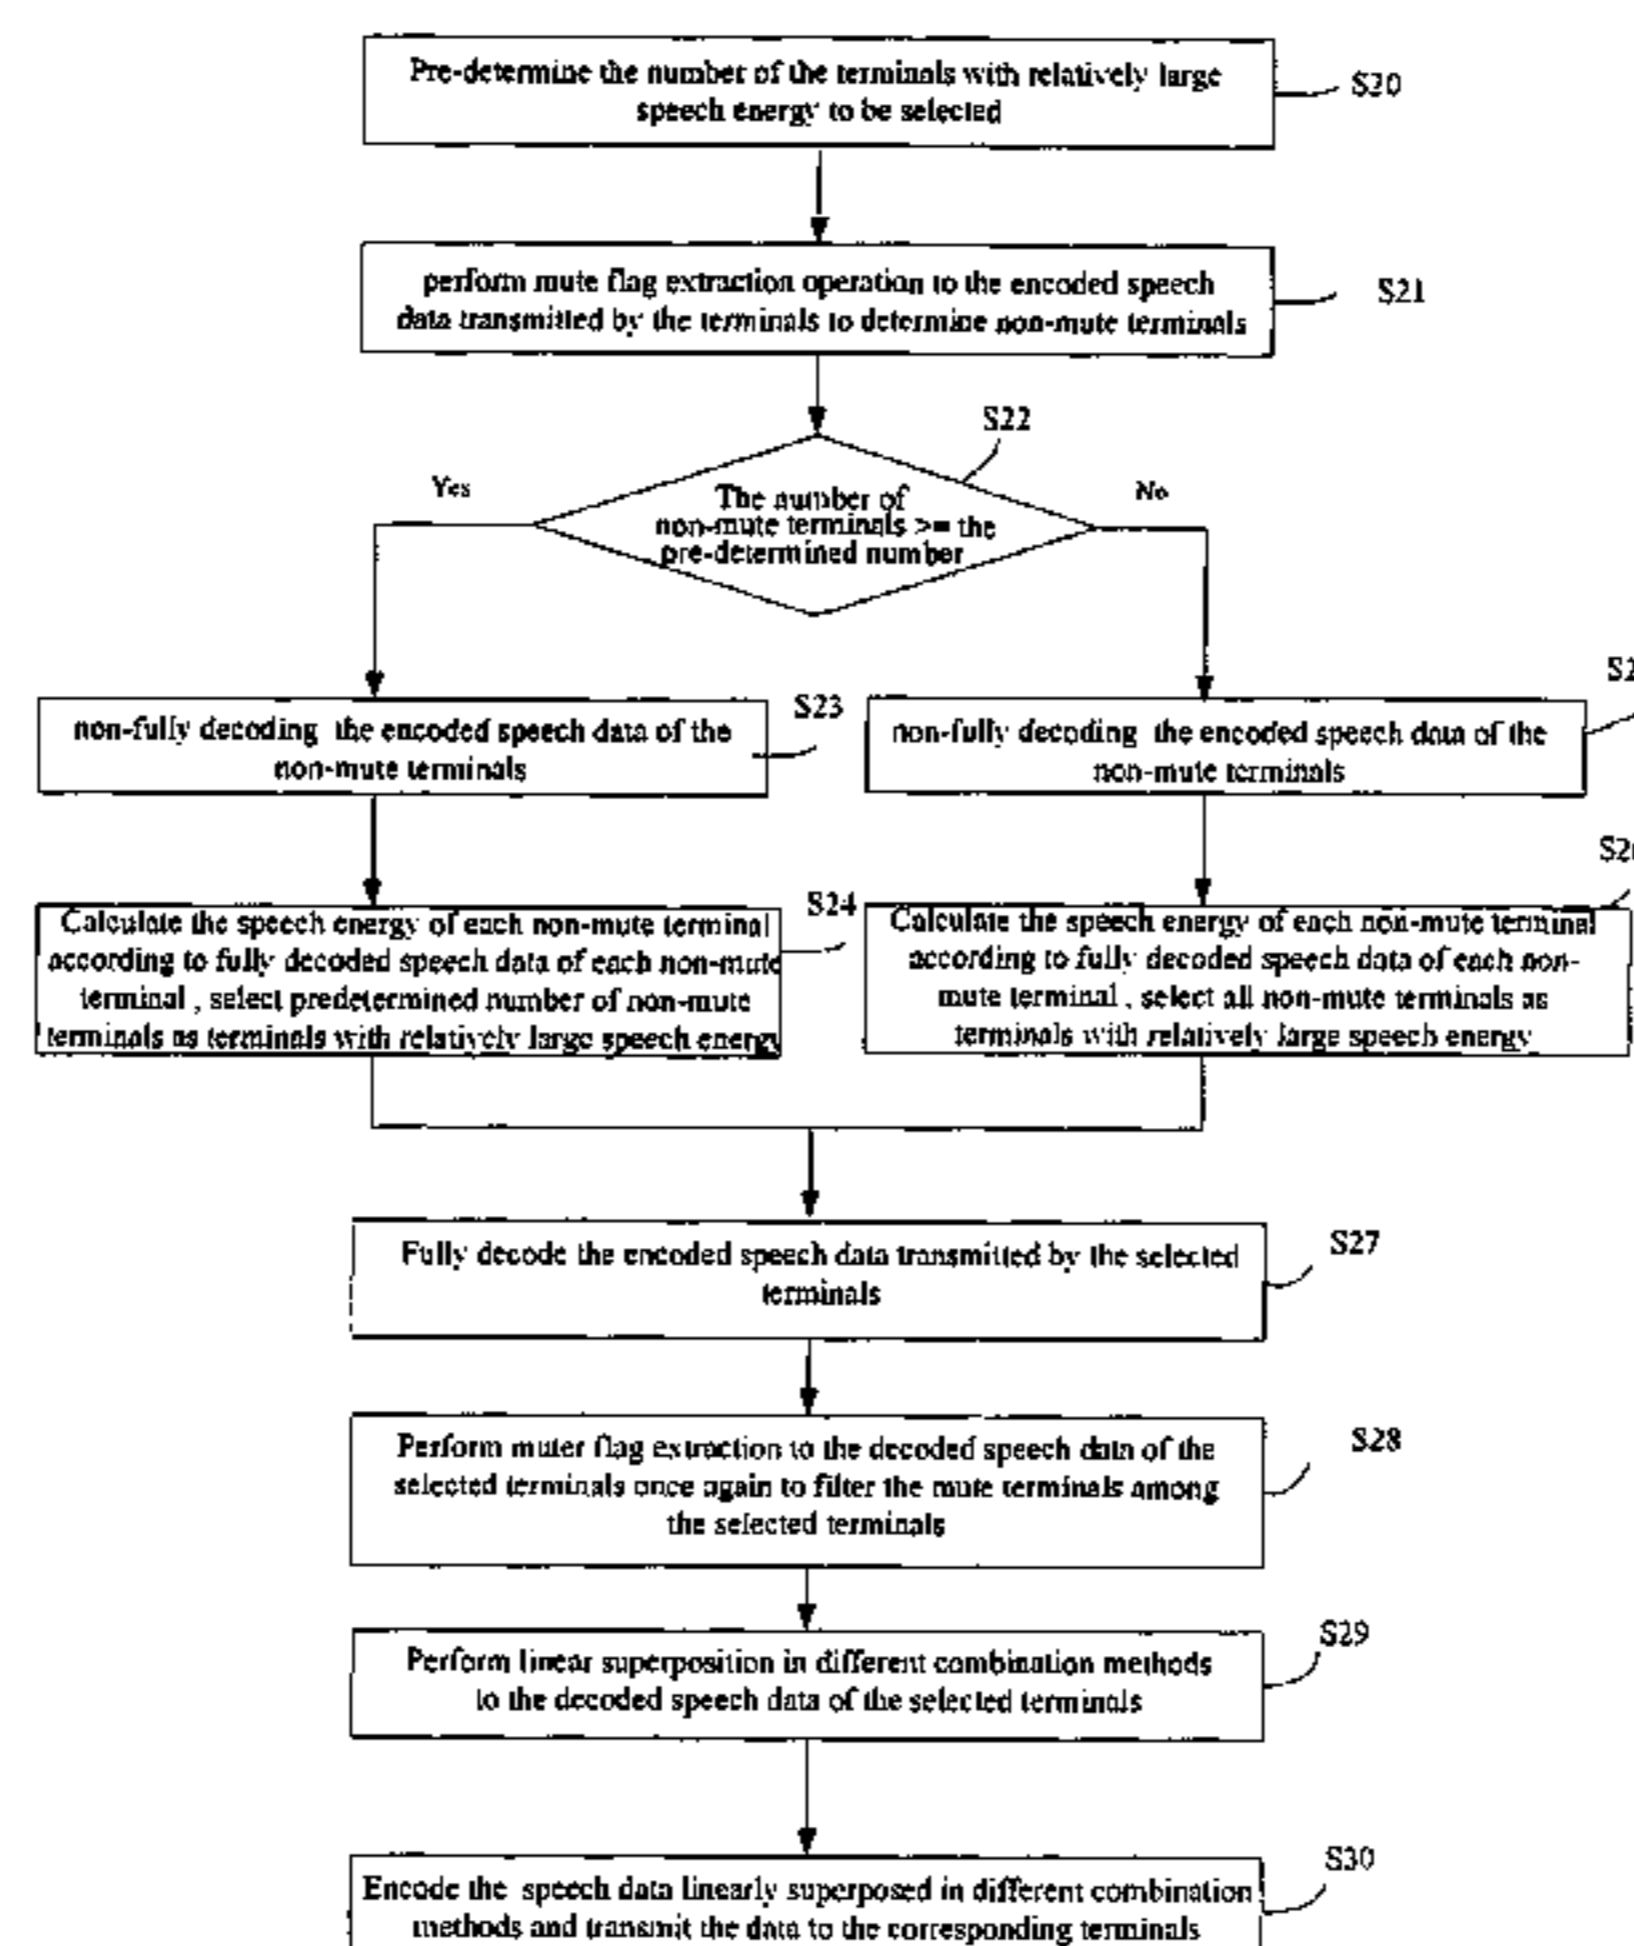 Pre-determine the number of the terminals with relatively large
speech energy to be selected
S20
perform mute flag extraction operation to the encoded speech
data transmitted by the terminals to determine non-mute terminals
S21
S22
Yes
No
The number of
non-mute terminals >= the
pre-determined number
non-fully decoding the encoded speech data of the
non-mute terminals
S23
non-fully decoding the encoded speech data of the
non-mute terminals
Calculate the speech energy of each non-mute terminal
according to fully decoded speech data of each non-mute
terminal , select predetermined number of non-mute
terminals as terminals with relatively large speech energy
S24
Calculate the speech energy of each non-mute terminal
according to fully decoded speech data of each non-
mute terminal , select all non-mute terminals as
terminals with relatively large speech energy
Fully decode the encoded speech data transmitted by the selected
terminals
S27
Perform muter flag extraction to the decoded speech data of the
selected terminals once again to filter the mute terminals among
the selected terminals
S28
Perform linear superposition in different combination methods
to the decoded speech data of the selected terminals
S29
Encode the speech data linearly superposed in different combination
methods and transmit the data to the corresponding terminals
S30